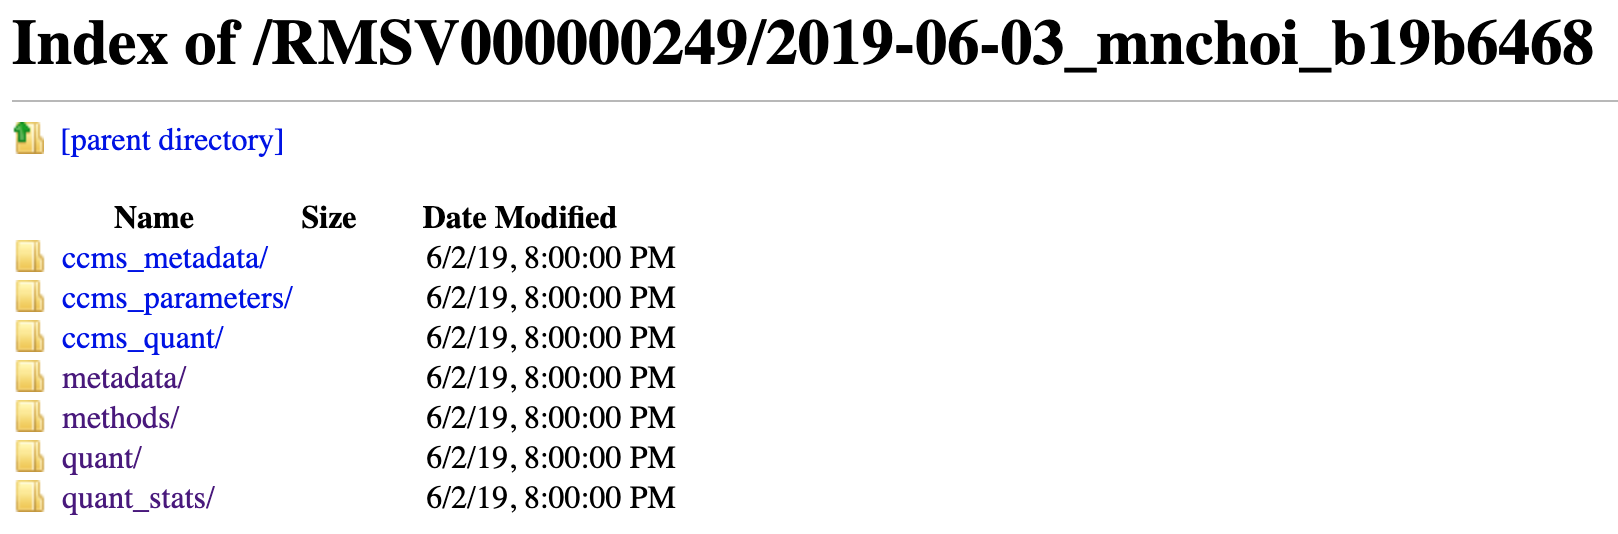 Index of /RMSV000000249/2019-06-03_mnchoi_b19b6468
[parent directory]
Name Size Date Modified
ccms_metadata/ 6/2/19, 8:00:00 PM
ccms_parameters/ 6/2/19, 8:00:00 PM
ccms_quant/ 6/2/19, 8:00:00 PM
metadata/ 6/2/19, 8:00:00 PM
methods/ 6/2/19, 8:00:00 PM
quant/ 6/2/19, 8:00:00 PM
quant_stats/ 6/2/19, 8:00:00 PM